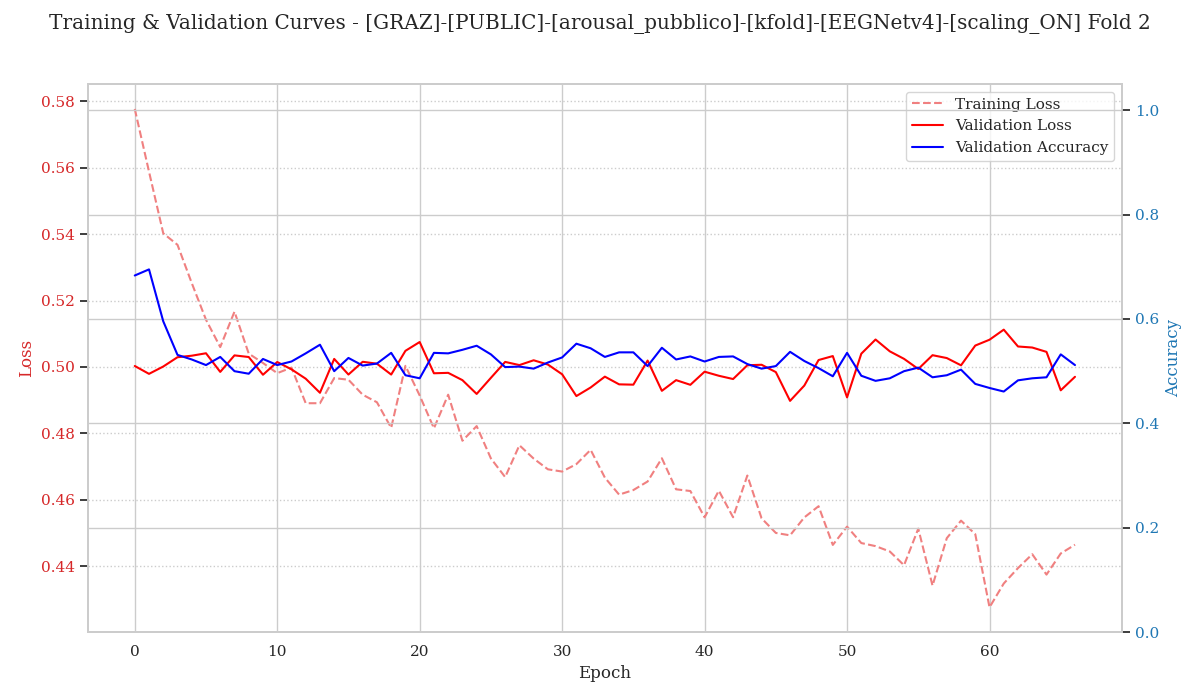 Training & Validation Curves - [GRAZ]-[PUBLIC]-[arousal_pubblico]-[kfold]-[EEGNetv4]-[scaling_ON] Fold 2
Training Loss
Validation Loss
Validation Accuracy
0.58
0.56
0.54
0.52
0.50
0.48
0.46
0.44
Loss
1.0
0.8
0.6
0.4
0.2
0.0
Accuracy
0 10 20 30 40 50 60
Epoch